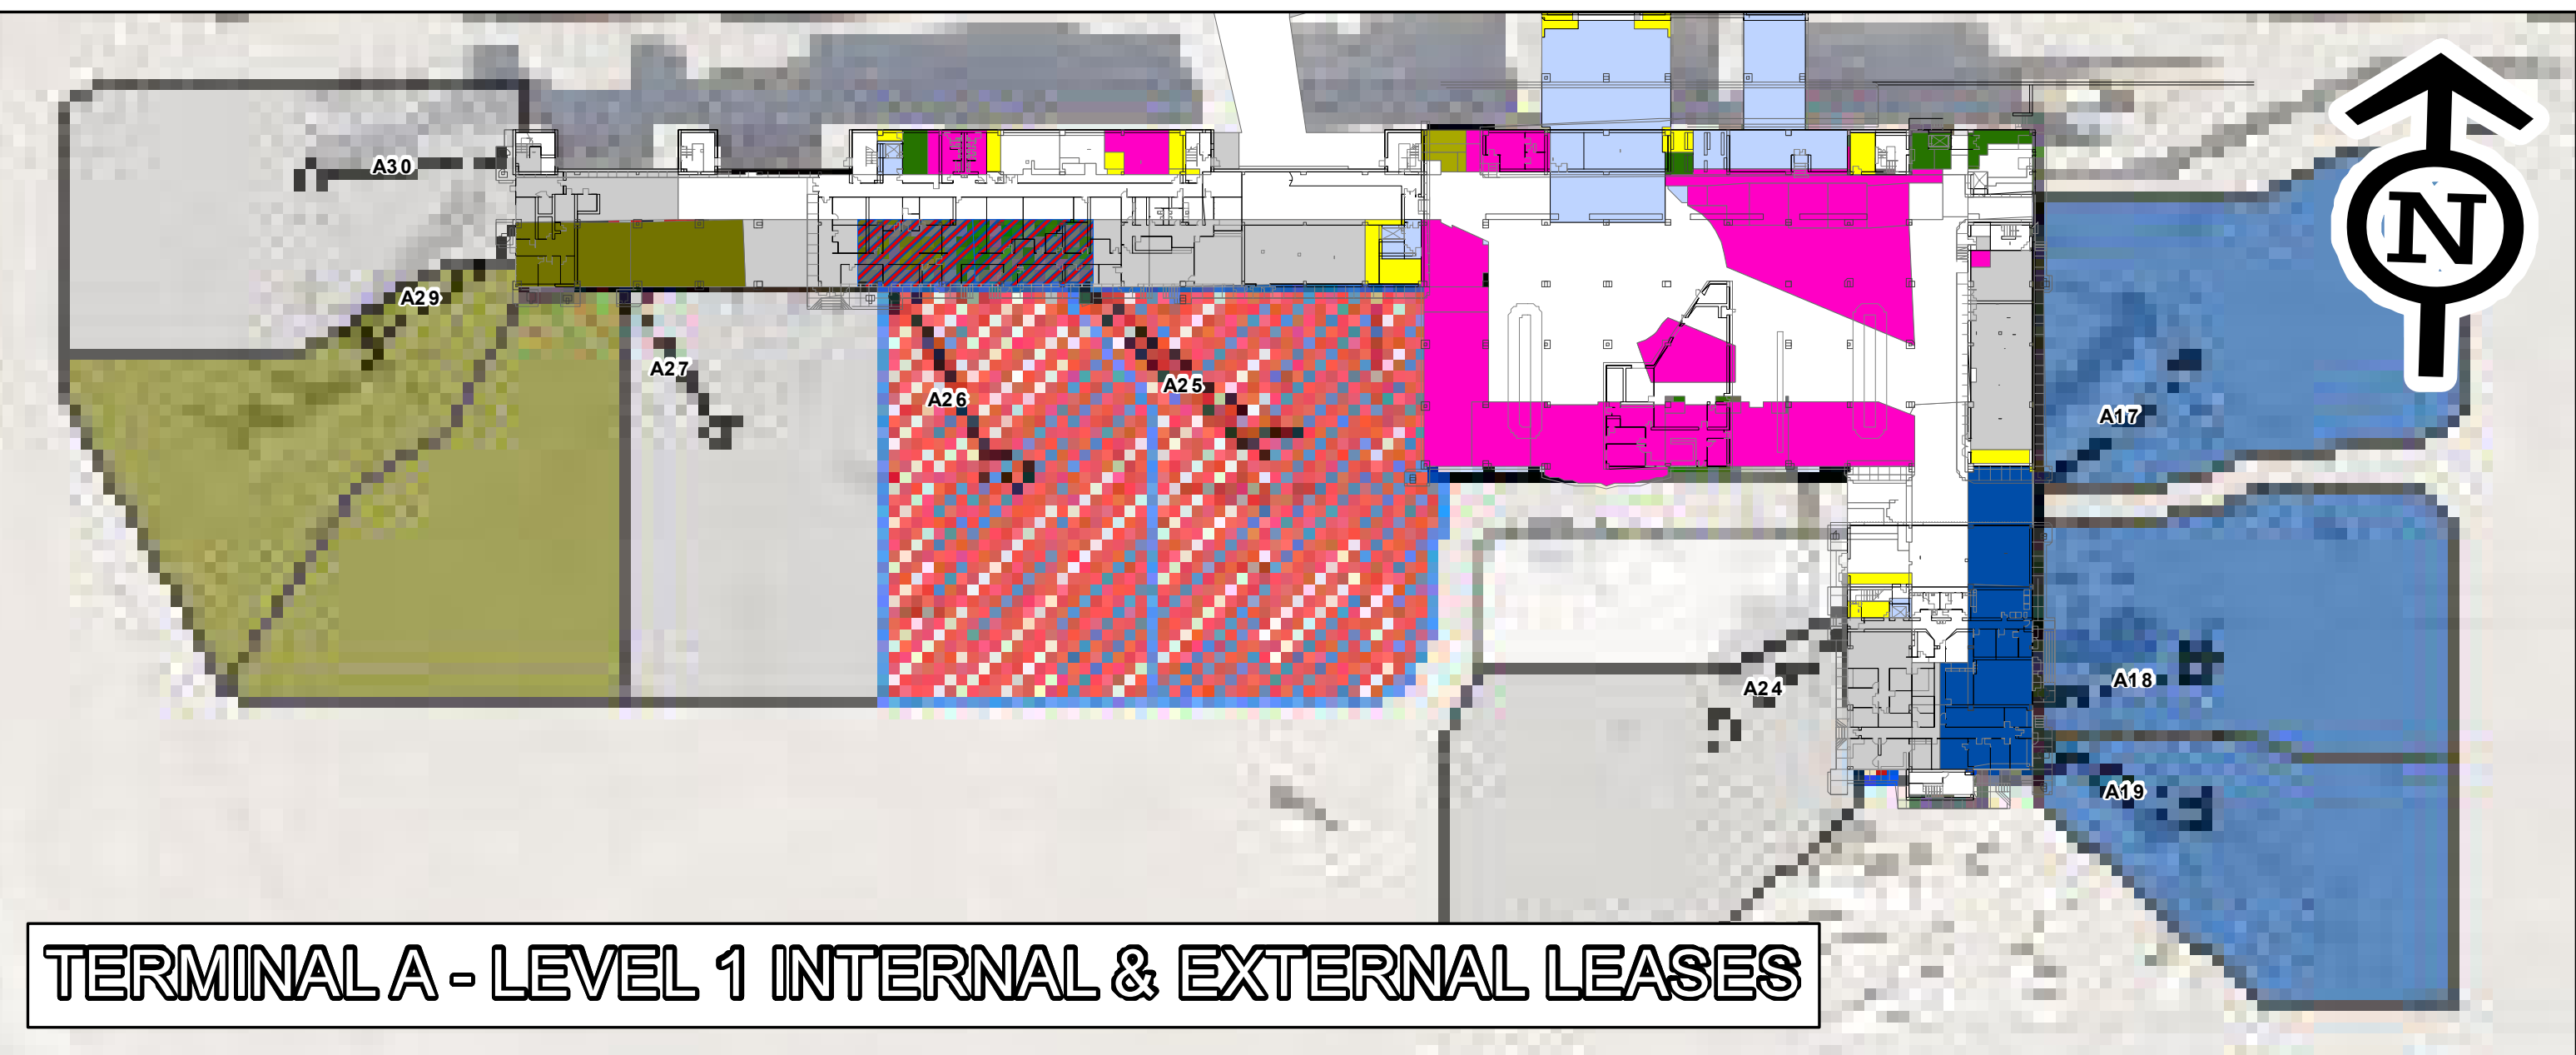 N
A30
A29
A27
A26
A25
A17
A24
A18
A19
TERMINAL A - LEVEL 1 INTERNAL & EXTERNAL LEASES